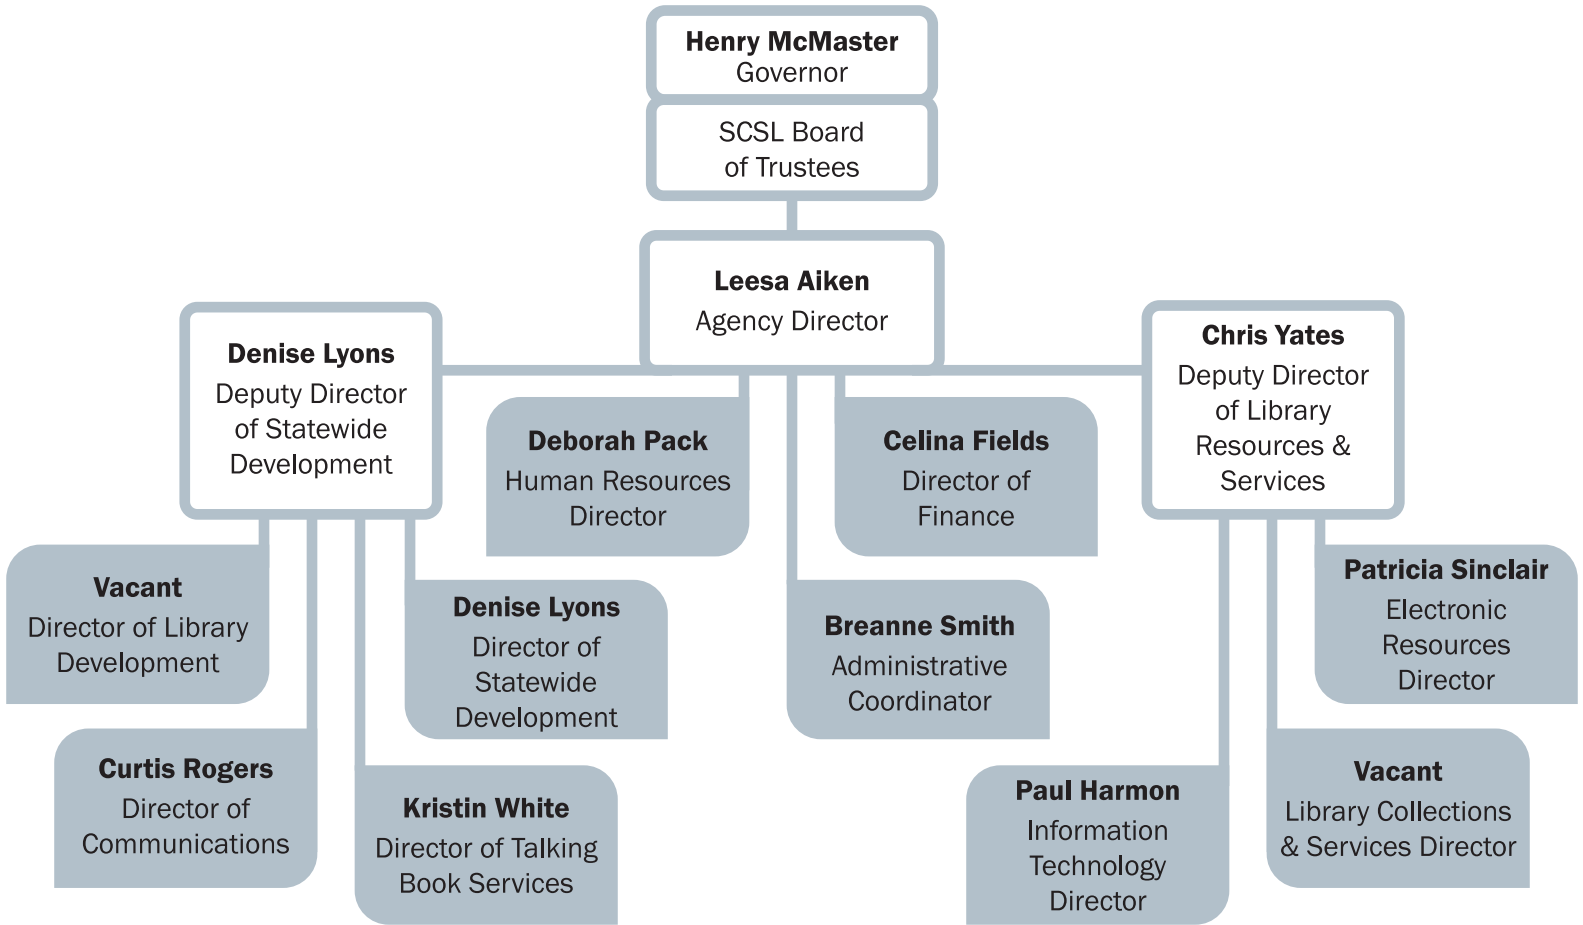 Henry McMaster
Governor
SCSL Board
of Trustees
Leesa Aiken
Agency Director
Denise Lyons
Deputy Director
of Statewide
Development
Chris Yates
Deputy Director
of Library
Resources &
Services
Deborah Pack
Human Resources
Director
Celina Fields
Director of
Finance
Vacant
Director of Library
Development
Denise Lyons
Director of
Statewide
Development
Breanne Smith
Administrative
Coordinator
Patricia Sinclair
Electronic
Resources
Director
Curtis Rogers
Director of
Communications
Kristin White
Director of Talking
Book Services
Paul Harmon
Information
Technology
Director
Vacant
Library Collections
& Services Director